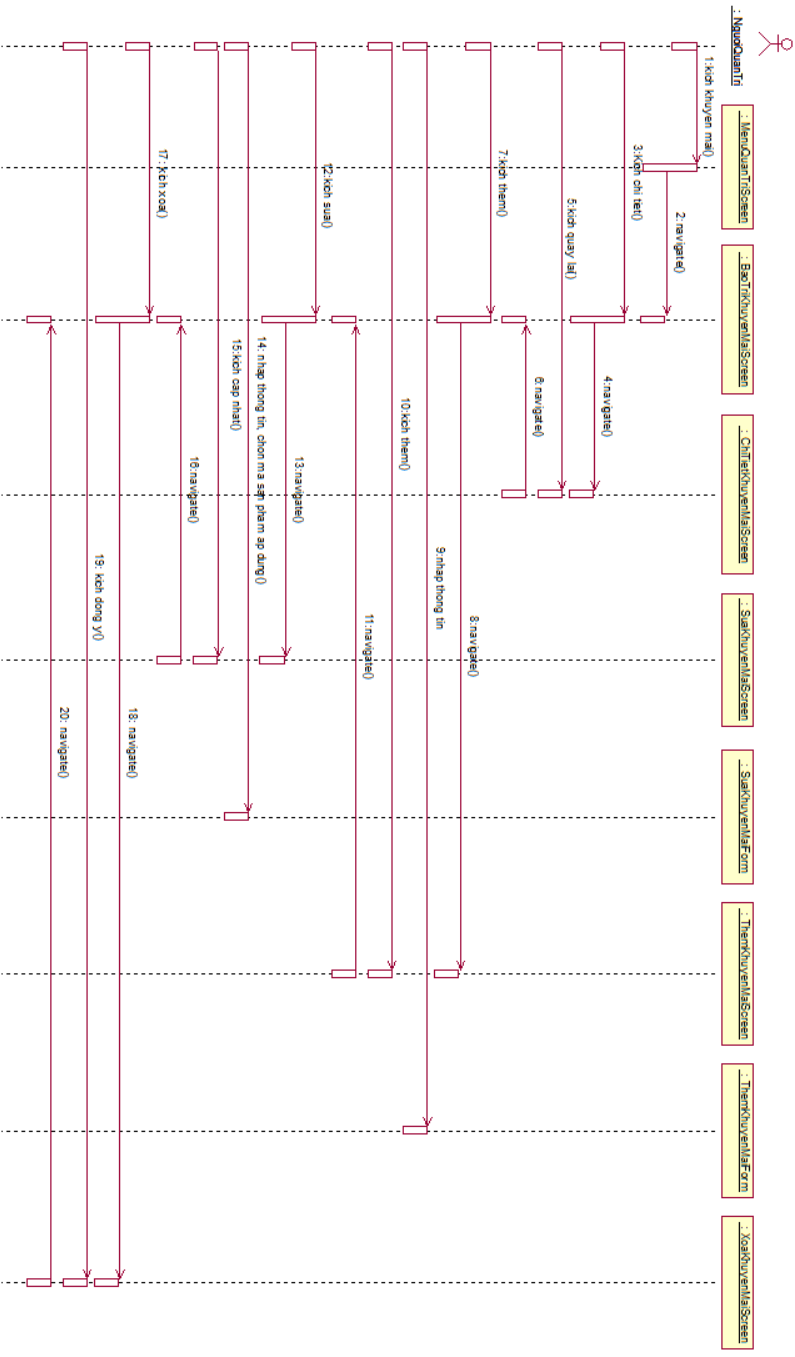 : NguoiQuanTri
: MenuQuanTriScreen
: BaoTriKhuyenMaiScreen
: ChiTietKhuyenMaiScreen
: SuaKhuyenMaiScreen
: SuaKhuyenMaiForm
: ThemKhuyenMaiScreen
: ThemKhuyenMaiForm
: XoaKhuyenMaiScreen
1:kich khuyen mai()
2:navigate()
3:Kich chi tiet()
4:navigate()
5:kich quay lai()
6:navigate()
7:kich them()
8:navigate()
9:nhap thong tin
10:kich them()
11:navigate()
12:kich sua()
13:navigate()
14: nhap thong tin, chon ma san pham ap dung()
15:kich cap nhat()
16:navigate()
17: kich xoa()
18: navigate()
19: kich dong y()
20: navigate()